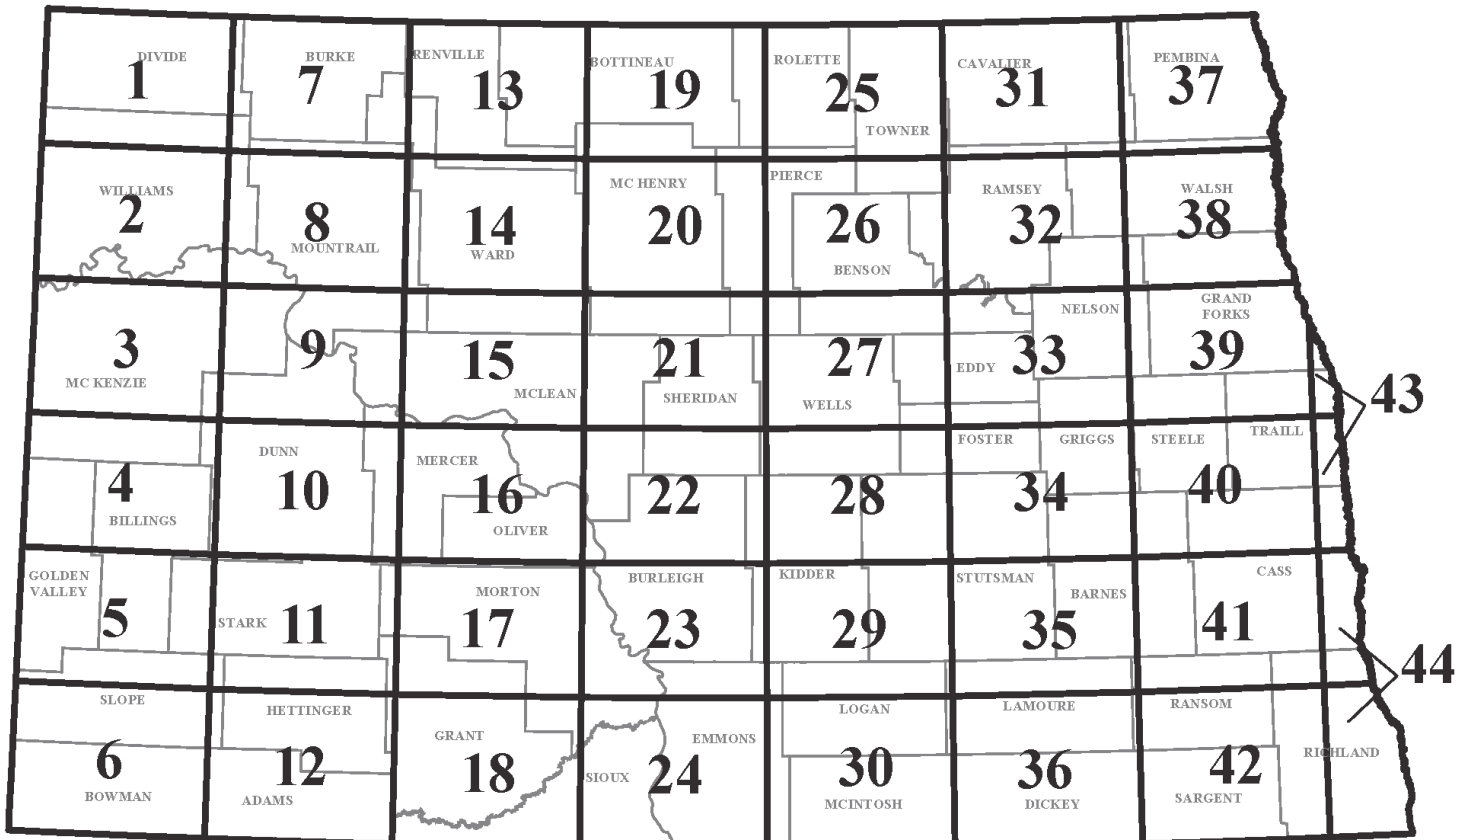 DIVIDE
1
BURKE
7
RENVILLE
13
BOTTINEAU
19
ROLETTE
25
TOWNER
CAVALIER
31
PEMBINA
37
WILLIAMS
2
8
MOUNTRAIL
14
WARD
MC HENRY
20
PIERCE
26
BENSON
RAMSEY
32
WALSH
38
3
MC KENZIE
9
15
MCLEAN
21
SHERIDAN
27
WELLS
NELSON
EDDY
33
GRAND
FORKS
39
43
4
BILLINGS
DUNN
10
MERCER
16
OLIVER
22
28
FOSTER
GRIGGS
34
STEELE
TRAILL
40
GOLDEN
VALLEY
5
STARK
11
MORTON
17
BURLEIGH
23
KIDDER
29
STUTSMAN
BARNES
35
CASS
41
44
SLOPE
6
BOWMAN
HETTINGER
12
ADAMS
GRANT
18
SIOUX
EMMONS
24
LOGAN
30
MCINTOSH
LAMOURE
36
DICKEY
RANSOM
42
SARGENT
RICHLAND